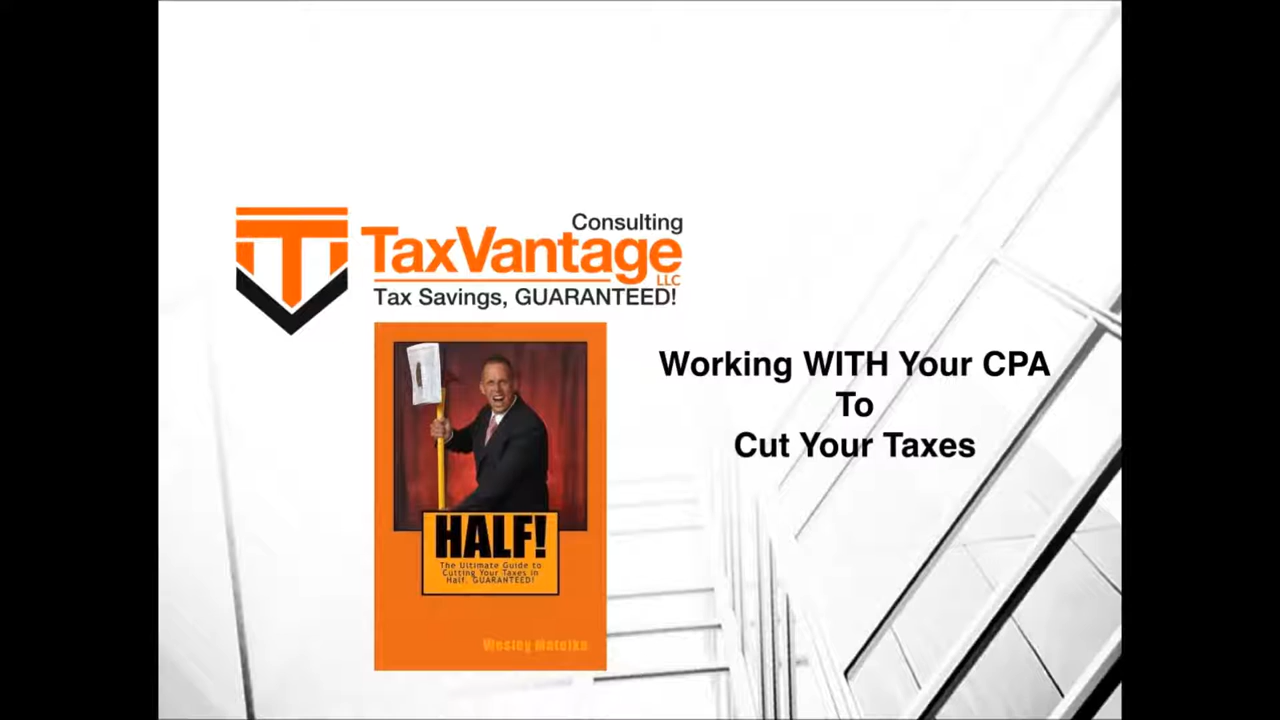 Consulting
TaxVantage
LLC
Tax Savings, GUARANTEED!
Working WITH Your CPA
To
Cut Your Taxes
HALF!
The Ultimate Guide to
Cutting Your Taxes in
Half. GUARANTEED!
Wesley